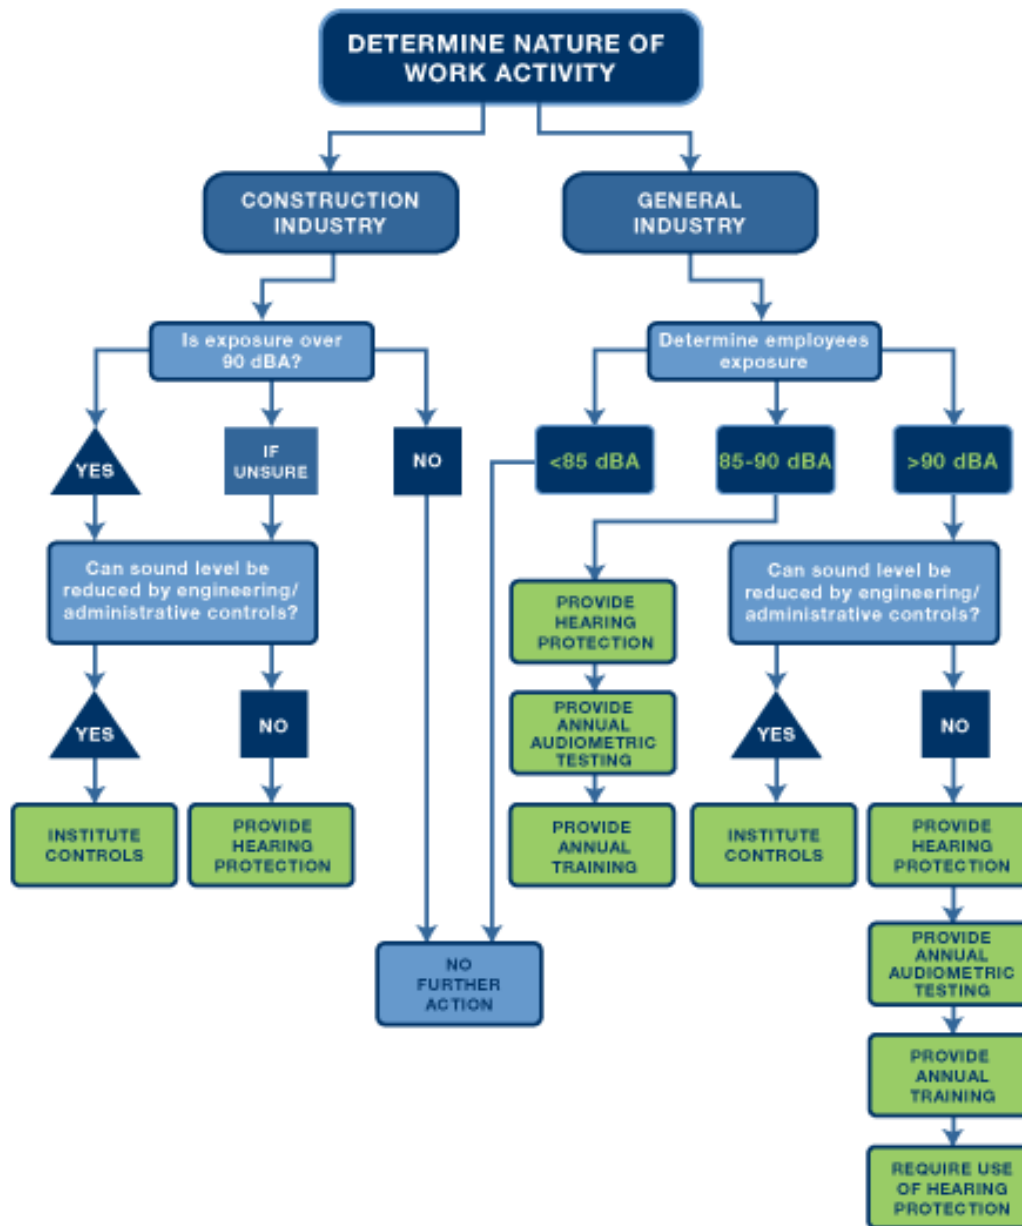 DETERMINE NATURE OF
WORK ACTIVITY
CONSTRUCTION
INDUSTRY
GENERAL
INDUSTRY
Is exposure over
90 dBA?
Determine employees
exposure
YES
IF
UNSURE
NO
<85 dBA
85-90 dBA
>90 dBA
Can sound level be
reduced by engineering/
administrative controls?
Can sound level be
reduced by engineering/
administrative controls?
PROVIDE
HEARING
PROTECTION
YES
NO
PROVIDE
ANNUAL
AUDIOMETRIC
TESTING
YES
NO
INSTITUTE
CONTROLS
PROVIDE
HEARING
PROTECTION
PROVIDE
ANNUAL
TRAINING
INSTITUTE
CONTROLS
PROVIDE
HEARING
PROTECTION
NO
FURTHER
ACTION
PROVIDE
ANNUAL
AUDIOMETRIC
TESTING
PROVIDE
ANNUAL
TRAINING
REQUIRE USE
OF HEARING
PROTECTION